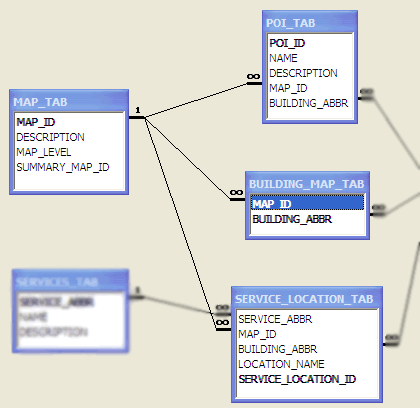 POI_TAB
POI_ID
NAME
DESCRIPTION
MAP_ID
BUILDING_ABBR
MAP_TAB
MAP_ID
DESCRIPTION
MAP_LEVEL
SUMMARY_MAP_ID
1
∞
∞
∞
BUILDING_MAP_TAB
MAP_ID
BUILDING_ABBR
∞
∞
SERVICES_TAB
SERVICE_ABBR
NAME
DESCRIPTION
1
∞
∞
SERVICE_LOCATION_TAB
SERVICE_ABBR
MAP_ID
BUILDING_ABBR
LOCATION_NAME
SERVICE_LOCATION_ID
∞